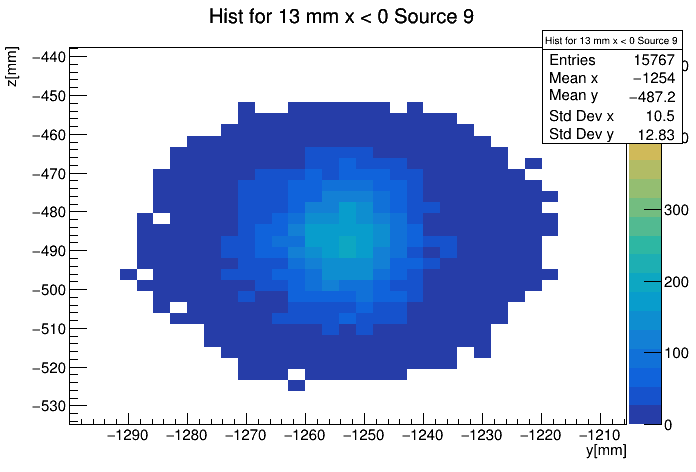 Hist for 13 mm x < 0 Source 9
z[mm]
−440
−450
−460
−470
−480
−490
−500
−510
−520
−530
−1290
−1280
−1270
−1260
−1250
−1240
−1230
−1220
−1210
y[mm]
Hist for 13 mm x < 0 Source 9
Entries 15767
Mean x −1254
Mean y −487.2
Std Dev x 10.5
Std Dev y 12.83
0
0
300
200
100
0